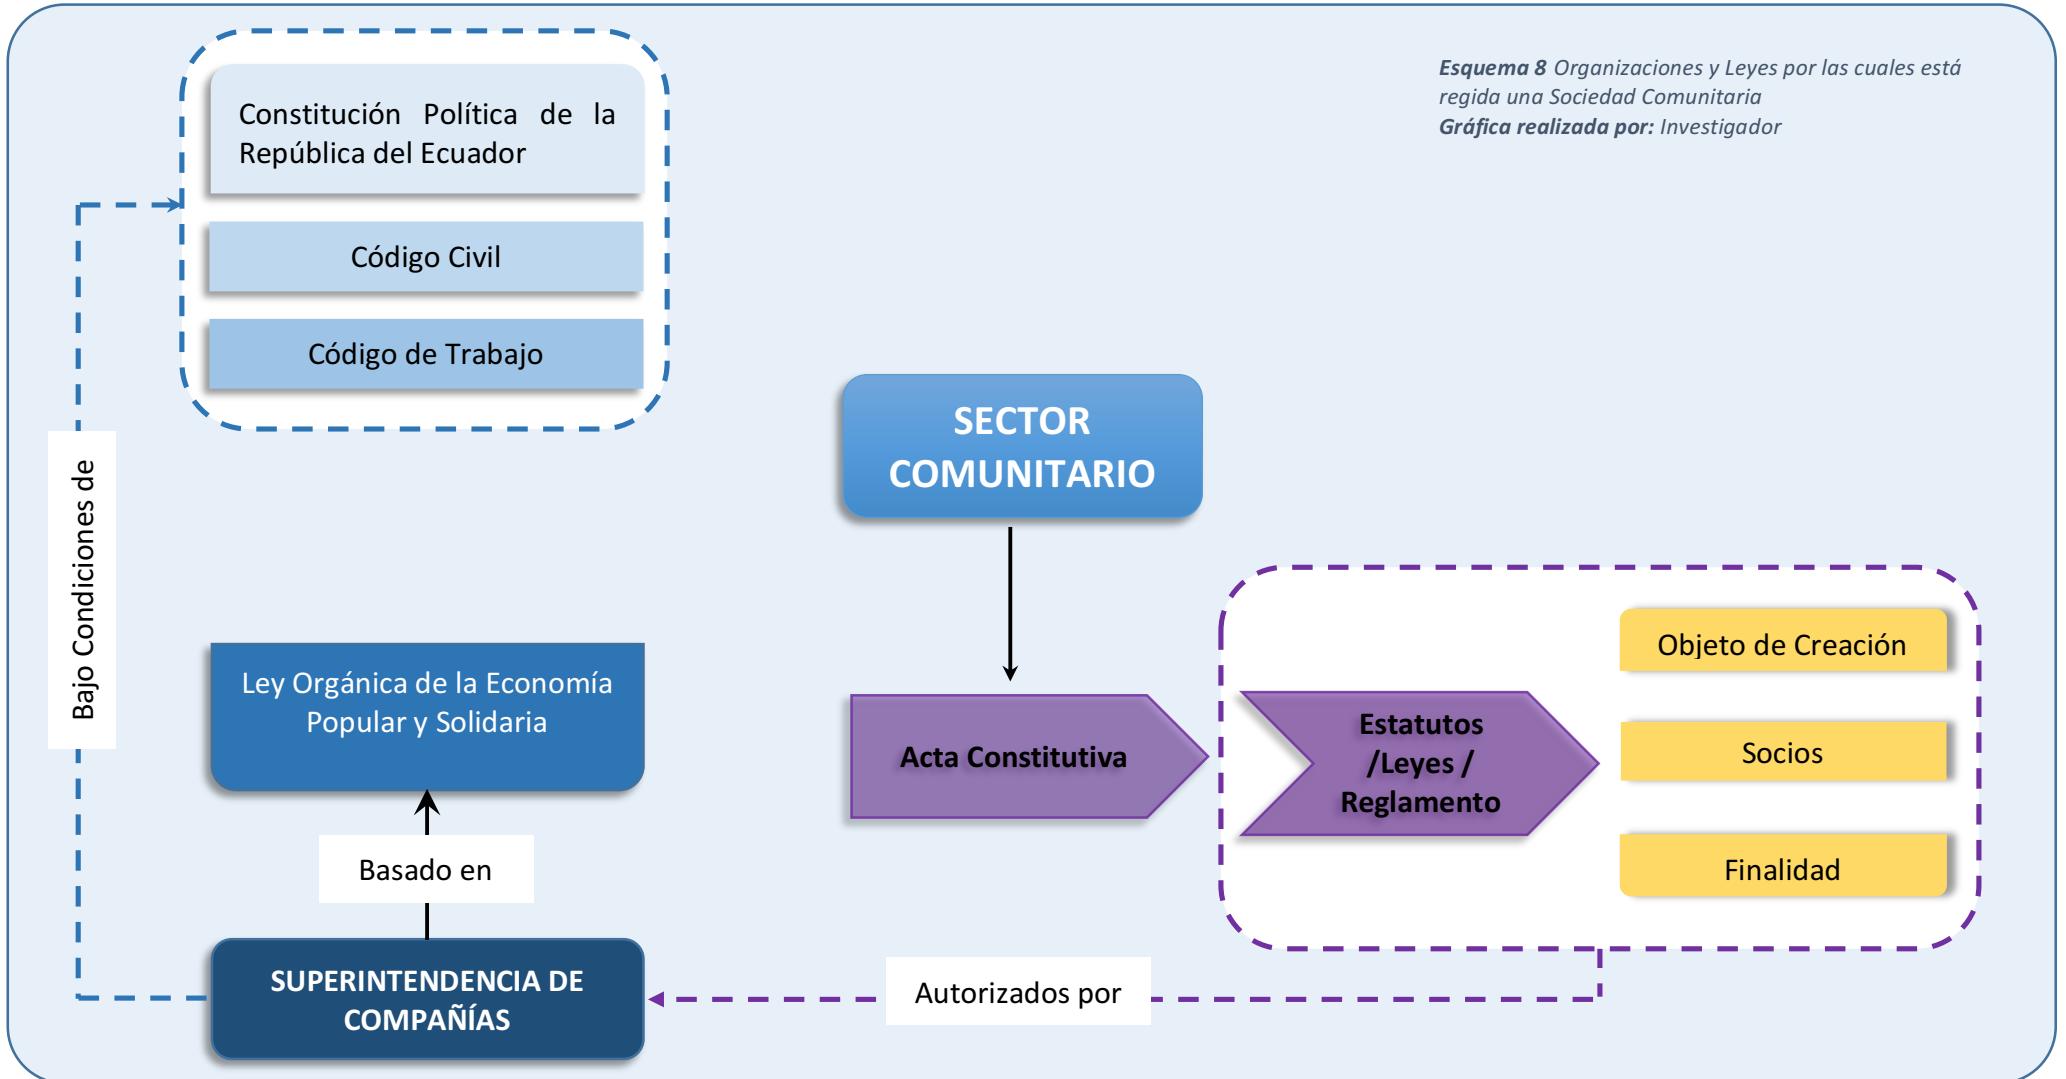 Esquema 8 Organizaciones y Leyes por las cuales está
regida una Sociedad Comunitaria
Gráfica realizada por: Investigador
Constitución Política de la
República del Ecuador
Código Civil
Código de Trabajo
Bajo Condiciones de
SECTOR
COMUNITARIO
Ley Orgánica de la Economía
Popular y Solidaria
Acta Constitutiva
Estatutos
/Leyes /
Reglamento
Objeto de Creación
Socios
Finalidad
Basado en
SUPERINTENDENCIA DE
COMPAÑÍAS
Autorizados por